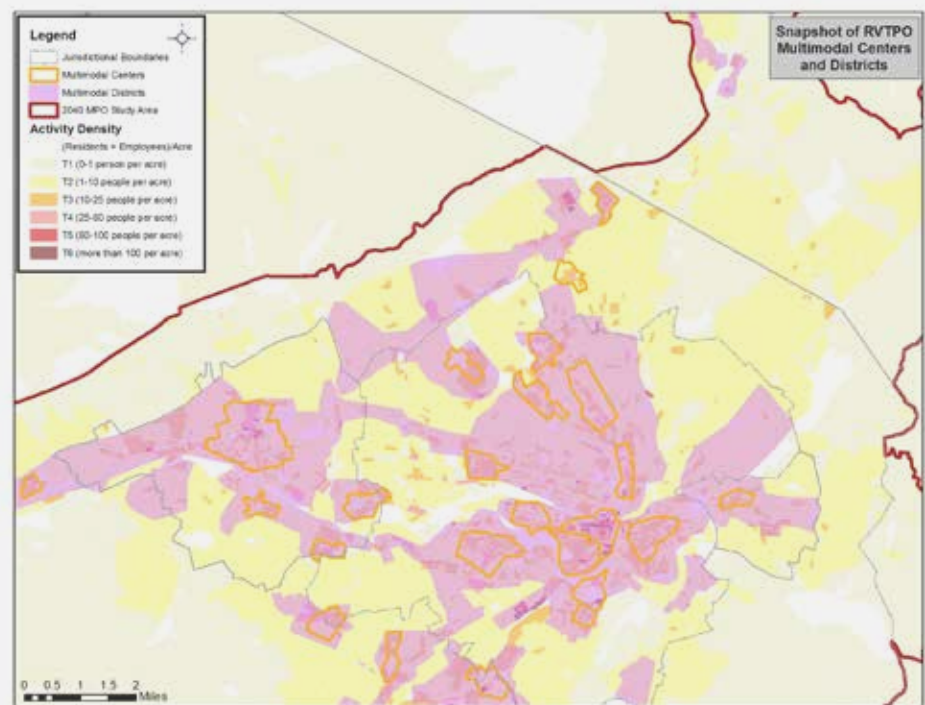 Legend
Jurisdictional Boundaries
Multimodal Centers
Multimodal Districts
2040 MPO Study Area
Activity Density
(Residents + Employees)/Acre
T1 (0-1 person per acre)
T2 (1-10 people per acre)
T3 (10-25 people per acre)
T4 (25-60 people per acre)
T5 (60-100 people per acre)
T6 (more than 100 per acre)
Snapshot of RVTPO
Multimodal Centers
and Districts
0 0.5 1 1.5 2
Miles